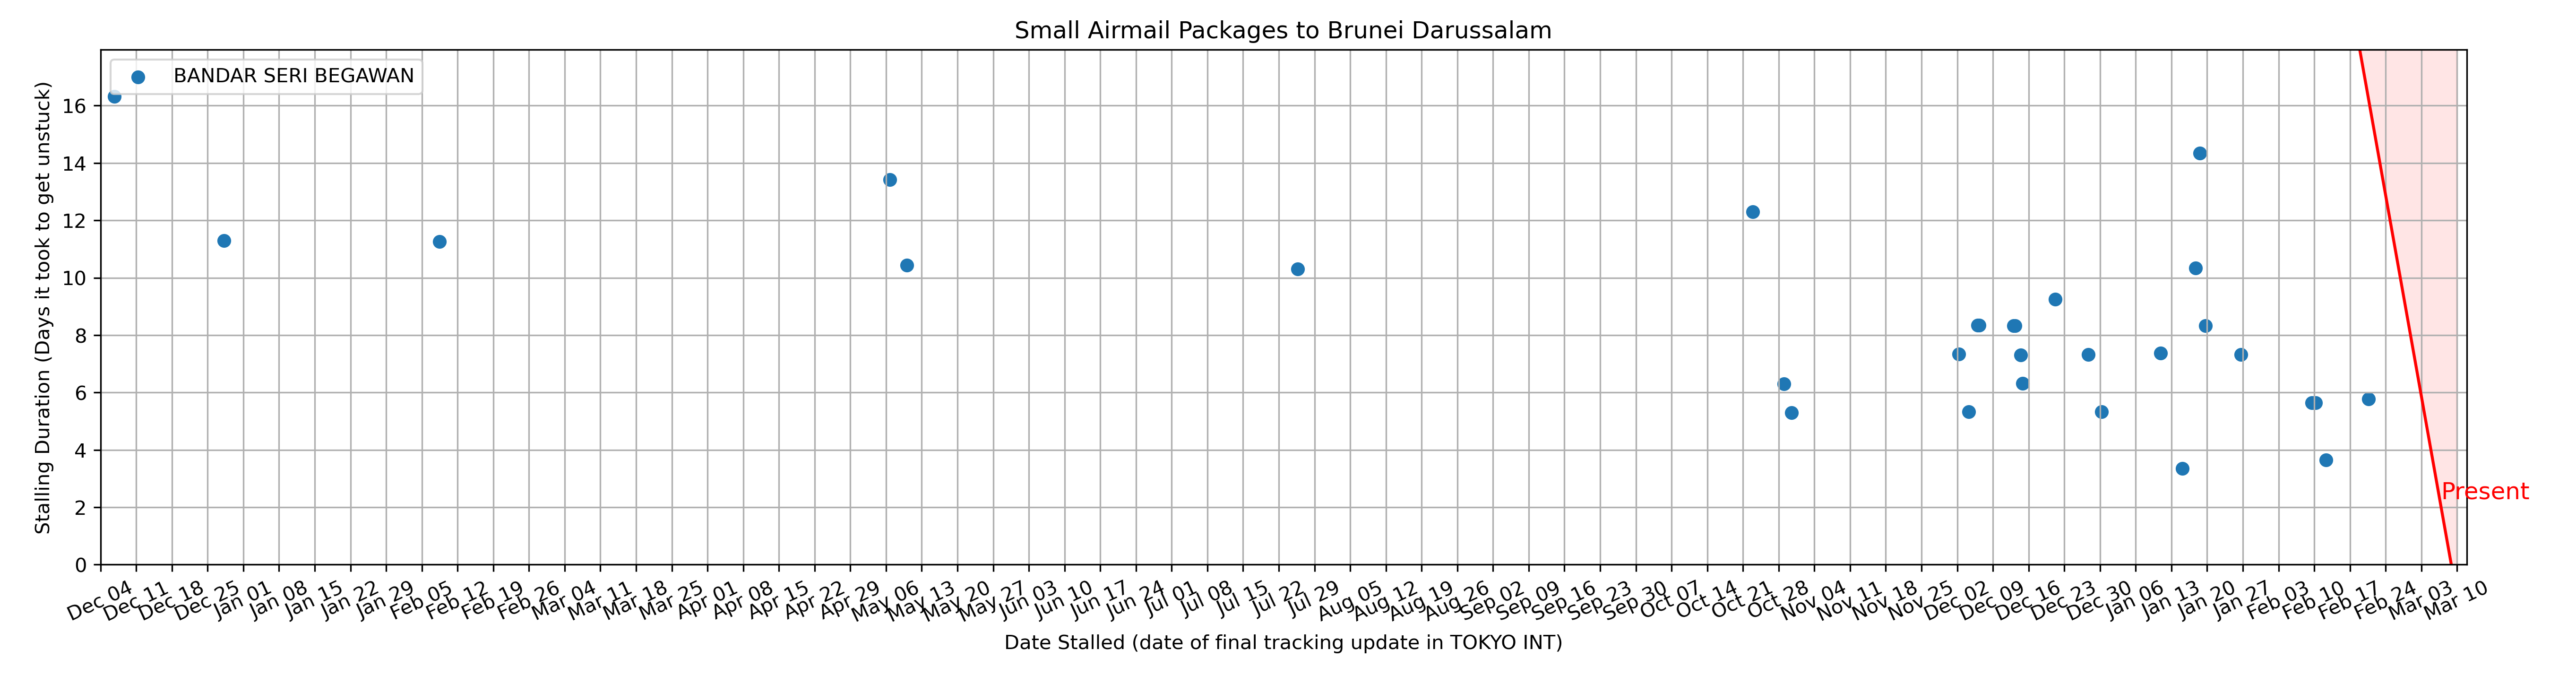 Small Airmail Packages to Brunei Darussalam
BANDAR SERI BEGAWAN
Stalling Duration (Days it took to get unstuck)
16
14
12
10
8
6
4
2
0
Present
Dec 04
Dec 11
Dec 18
Dec 25
Jan 01
Jan 08
Jan 15
Jan 22
Jan 29
Feb 05
Feb 12
Feb 19
Feb 26
Mar 04
Mar 11
Mar 18
Mar 25
Apr 01
Apr 08
Apr 15
Apr 22
Apr 29
May 06
May 13
May 20
May 27
Jun 03
Jun 10
Jun 17
Jun 24
Jul 01
Jul 08
Jul 15
Jul 22
Jul 29
Aug 05
Aug 12
Aug 19
Aug 26
Sep 02
Sep 09
Sep 16
Sep 23
Sep 30
Oct 07
Oct 14
Oct 21
Oct 28
Nov 04
Nov 11
Nov 18
Nov 25
Dec 02
Dec 09
Dec 16
Dec 23
Dec 30
Jan 06
Jan 13
Jan 20
Jan 27
Feb 03
Feb 10
Feb 17
Feb 24
Mar 03
Mar 10
Date Stalled (date of final tracking update in TOKYO INT)